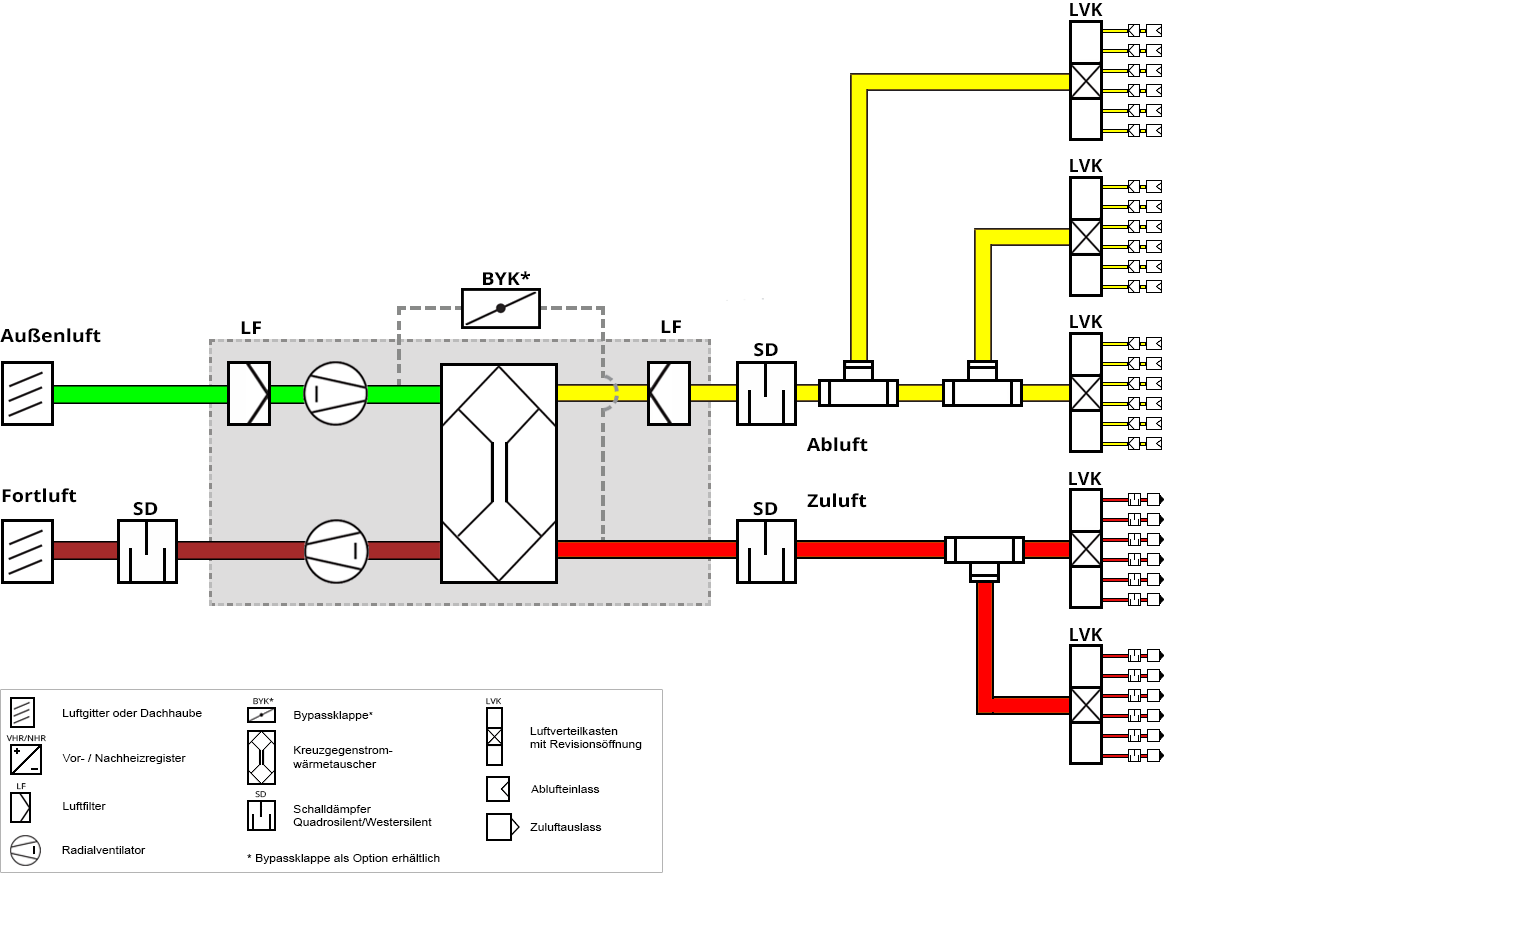 LVK
LVK
BYK*
LVK
LF
LF
Außenluft
SD
Abluft
LVK
Fortluft
SD
SD
Zuluft
LVK
Luftgitter oder Dachhaube
VHR/NHR
Vor- / Nachheizregister
LF
Luftfilter
Radialventilator
BYK*
Bypassklappe*
Kreuzgegenstrom-
wärmetauscher
SD
Schalldämpfer
Quadrosilent/Westersilent
* Bypassklappe als Option erhältlich
LVK
Luftverteilkasten
mit Revisionsöffnung
Ablufteinlass
Zuluftauslass